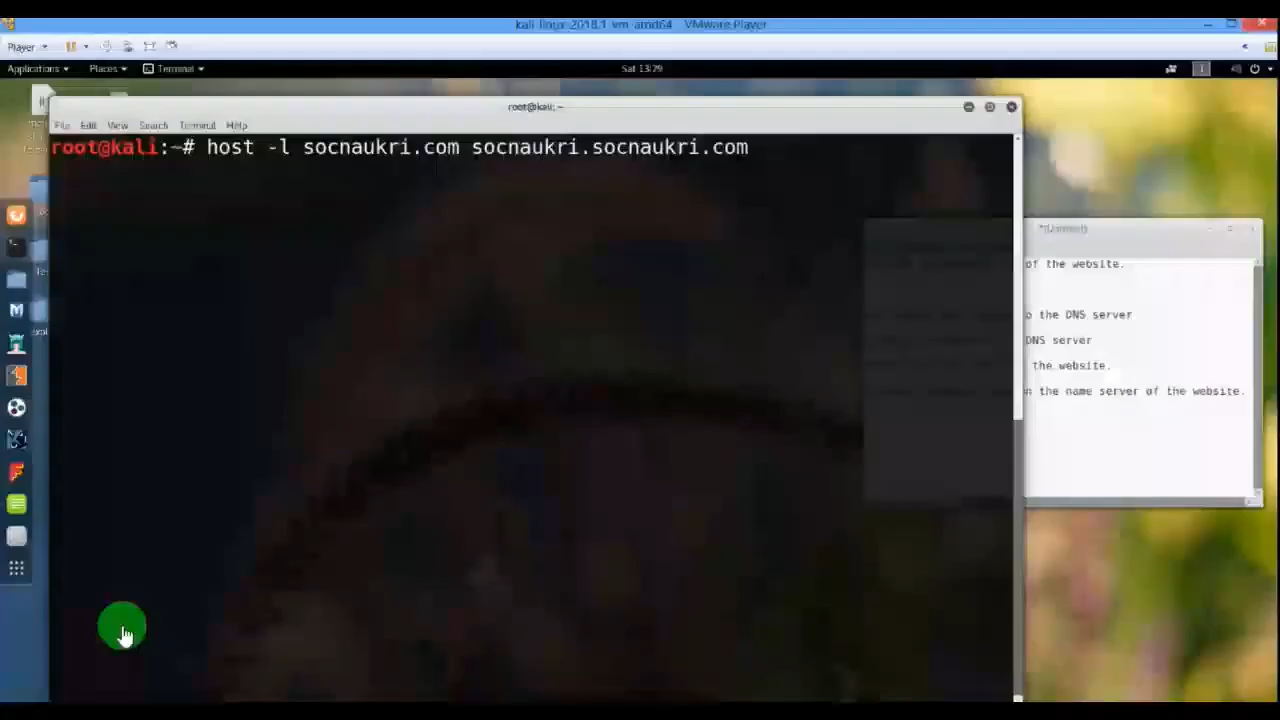 kali-linux-2018.1-vm-amd64 - VMware Player
Player
Applications Places Terminal Sat 13:29 1
root@kali: ~
File Edit View Search Terminal Help
root@kali:~# host -l socnaukri.com socnaukri.socnaukri.com
*(Untitled)
of the website.
o the DNS server
DNS server
the website.
n the name server of the website.